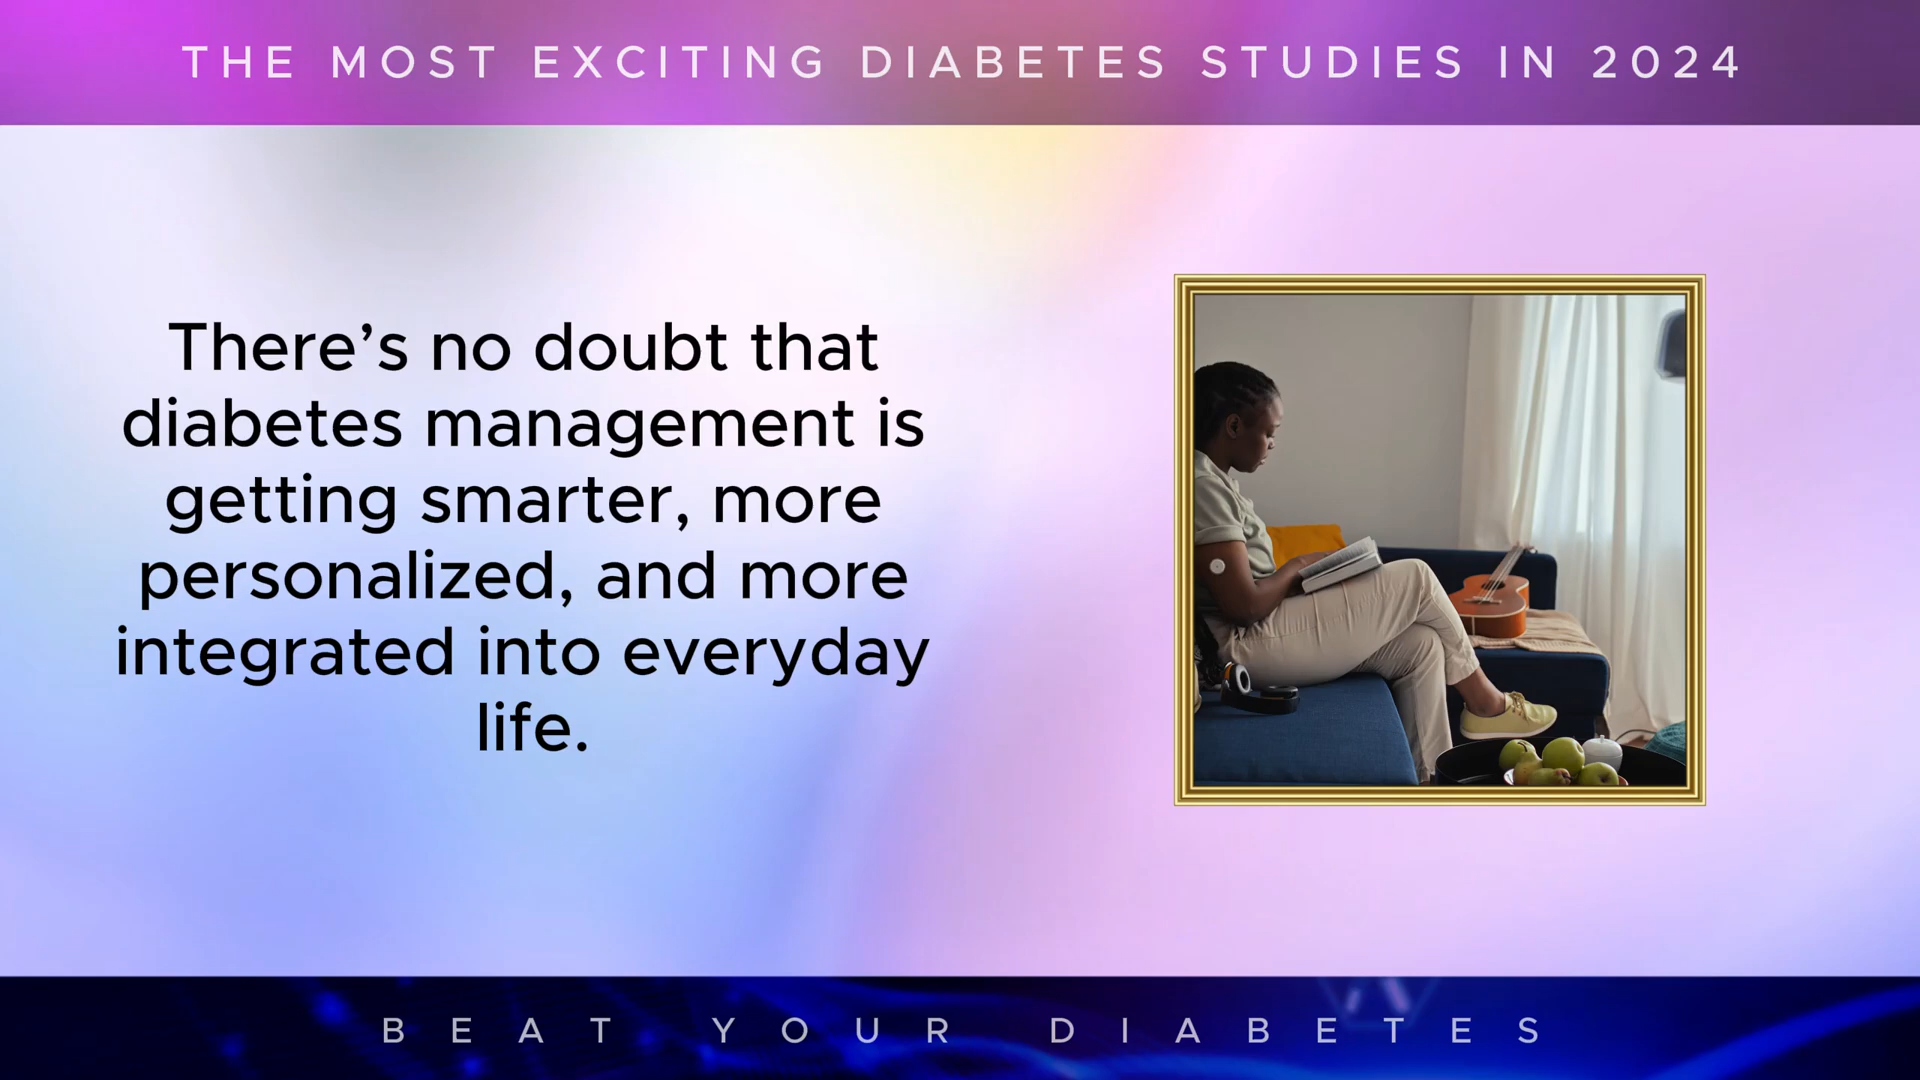 THE MOST EXCITING DIABETES STUDIES IN 2024
There’s no doubt that
diabetes management is
getting smarter, more
personalized, and more
integrated into everyday
life.
BEAT YOUR DIABETES